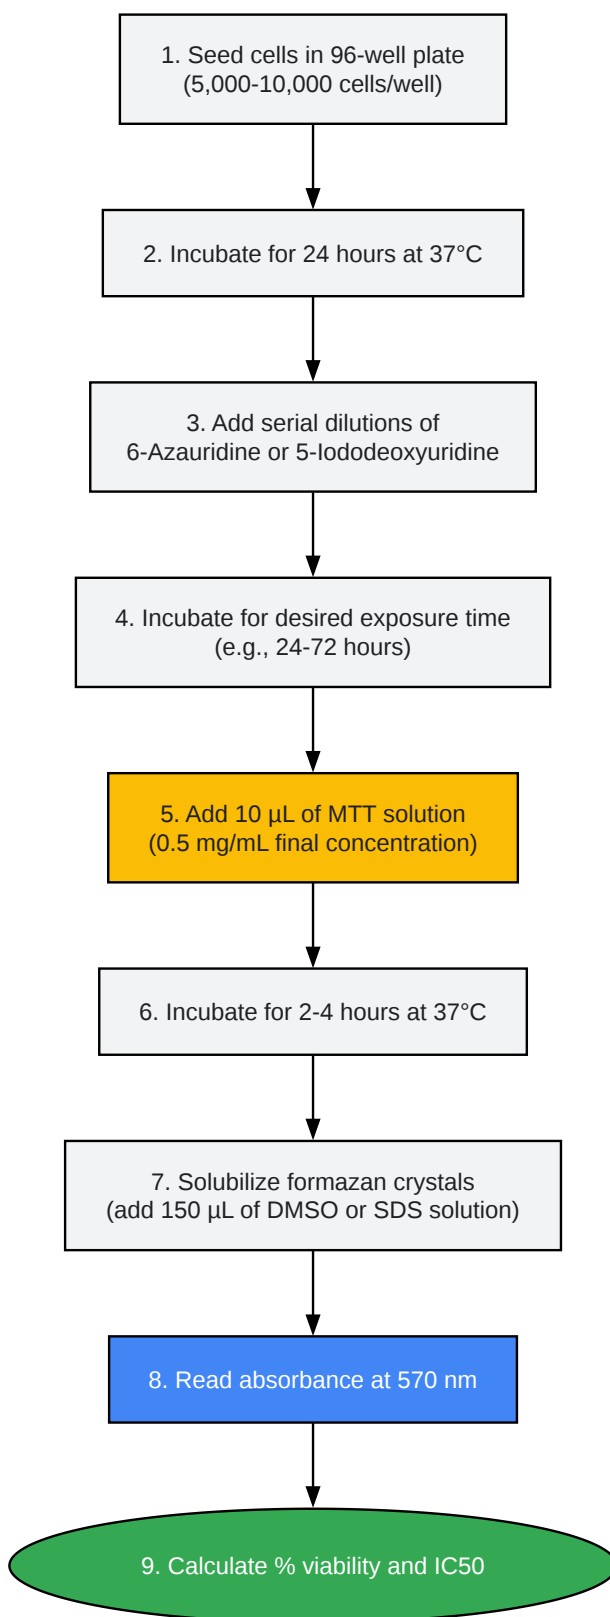 1. Seed cells in 96-well plate
(5,000-10,000 cells/well)
2. Incubate for 24 hours at 37°C
3. Add serial dilutions of
6-Azauridine or 5-Iododeoxyuridine
4. Incubate for desired exposure time
(e.g., 24-72 hours)
5. Add 10 µL of MTT solution
(0.5 mg/mL final concentration)
6. Incubate for 2-4 hours at 37°C
7. Solubilize formazan crystals
(add 150 µL of DMSO or SDS solution)
8. Read absorbance at 570 nm
9. Calculate % viability and IC50